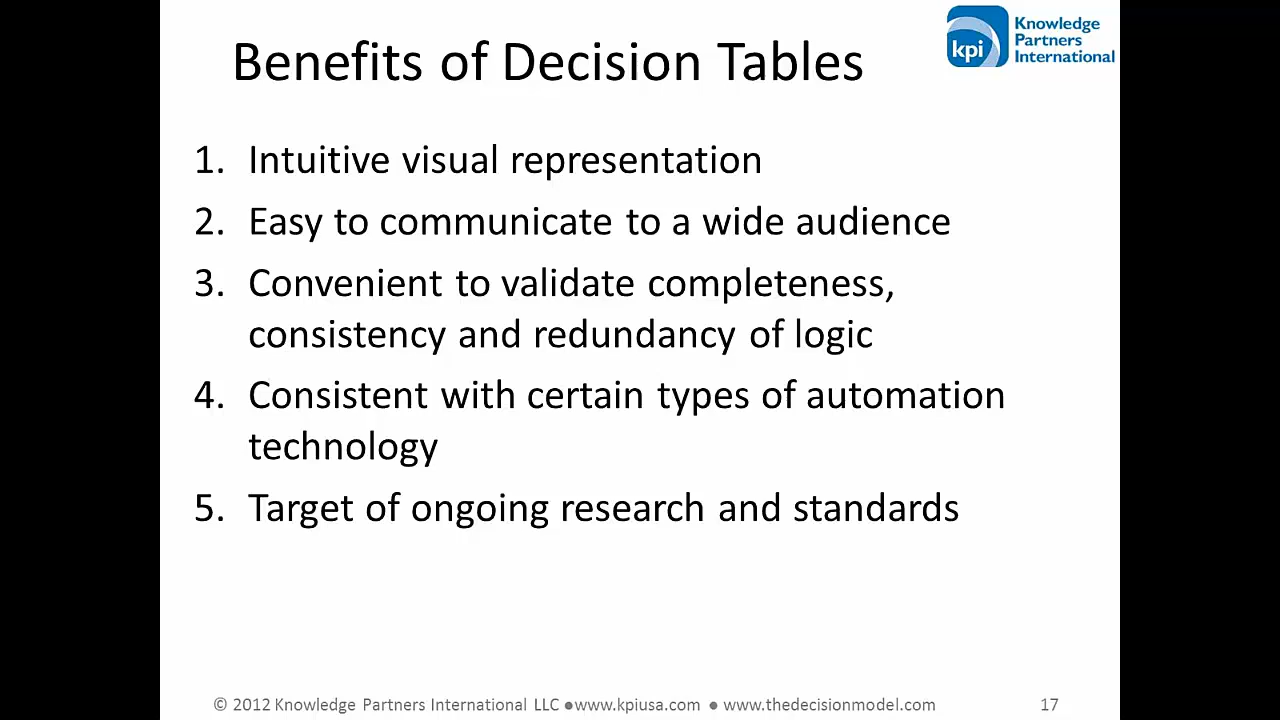 Benefits of Decision Tables
kpi
Knowledge
Partners
International
1. Intuitive visual representation
2. Easy to communicate to a wide audience
3. Convenient to validate completeness,
consistency and redundancy of logic
4. Consistent with certain types of automation
technology
5. Target of ongoing research and standards
© 2012 Knowledge Partners International LLC ●www.kpiusa.com ● www.thedecisionmodel.com 17